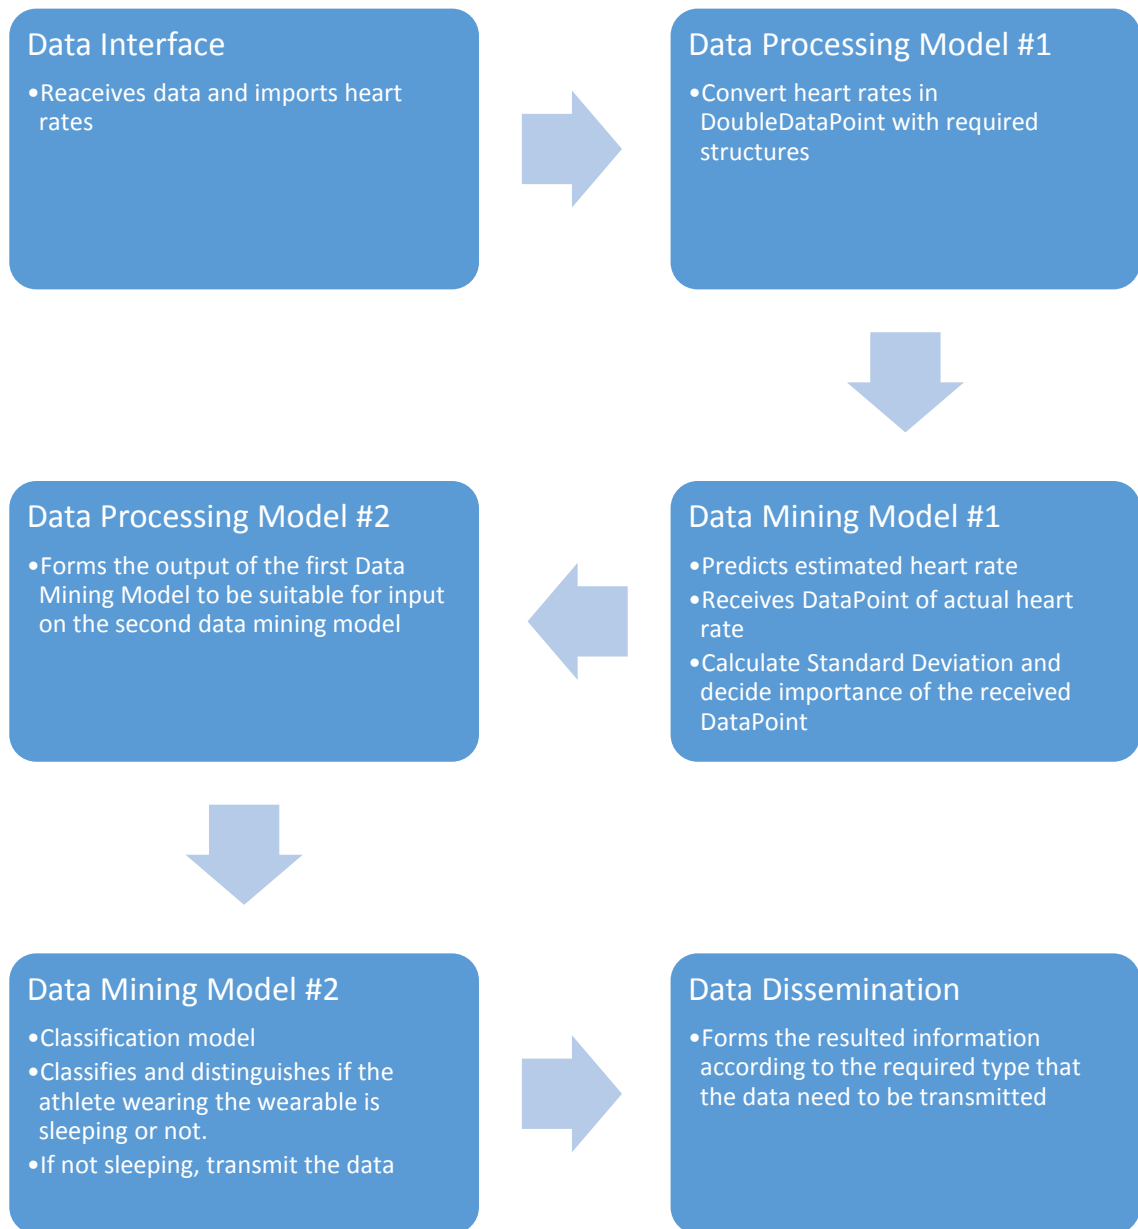 Data Interface
•Reaceives data and imports heart
rates
Data Processing Model #1
•Convert heart rates in
DoubleDataPoint with required
structures
Data Mining Model #1
•Predicts estimated heart rate
•Receives DataPoint of actual heart
rate
•Calculate Standard Deviation and
decide importance of the received
DataPoint
Data Processing Model #2
•Forms the output of the first Data
Mining Model to be suitable for input
on the second data mining model
Data Mining Model #2
•Classification model
•Classifies and distinguishes if the
athlete wearing the wearable is
sleeping or not.
•If not sleeping, transmit the data
Data Dissemination
•Forms the resulted information
according to the required type that
the data need to be transmitted